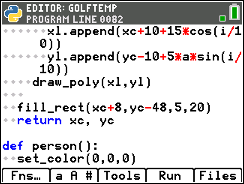 EDITOR: GOLFTEMP
PROGRAM LINE 0082
xl.append(xc+10+15*cos(i/1
0))
yl.append(yc-10+5*a*sin(i/
10))
draw_poly(xl,yl)
fill_rect(xc+8,yc-48,5,20)
return xc, yc
def person():
set_color(0,0,0)
Fns… a A # Tools Run Files